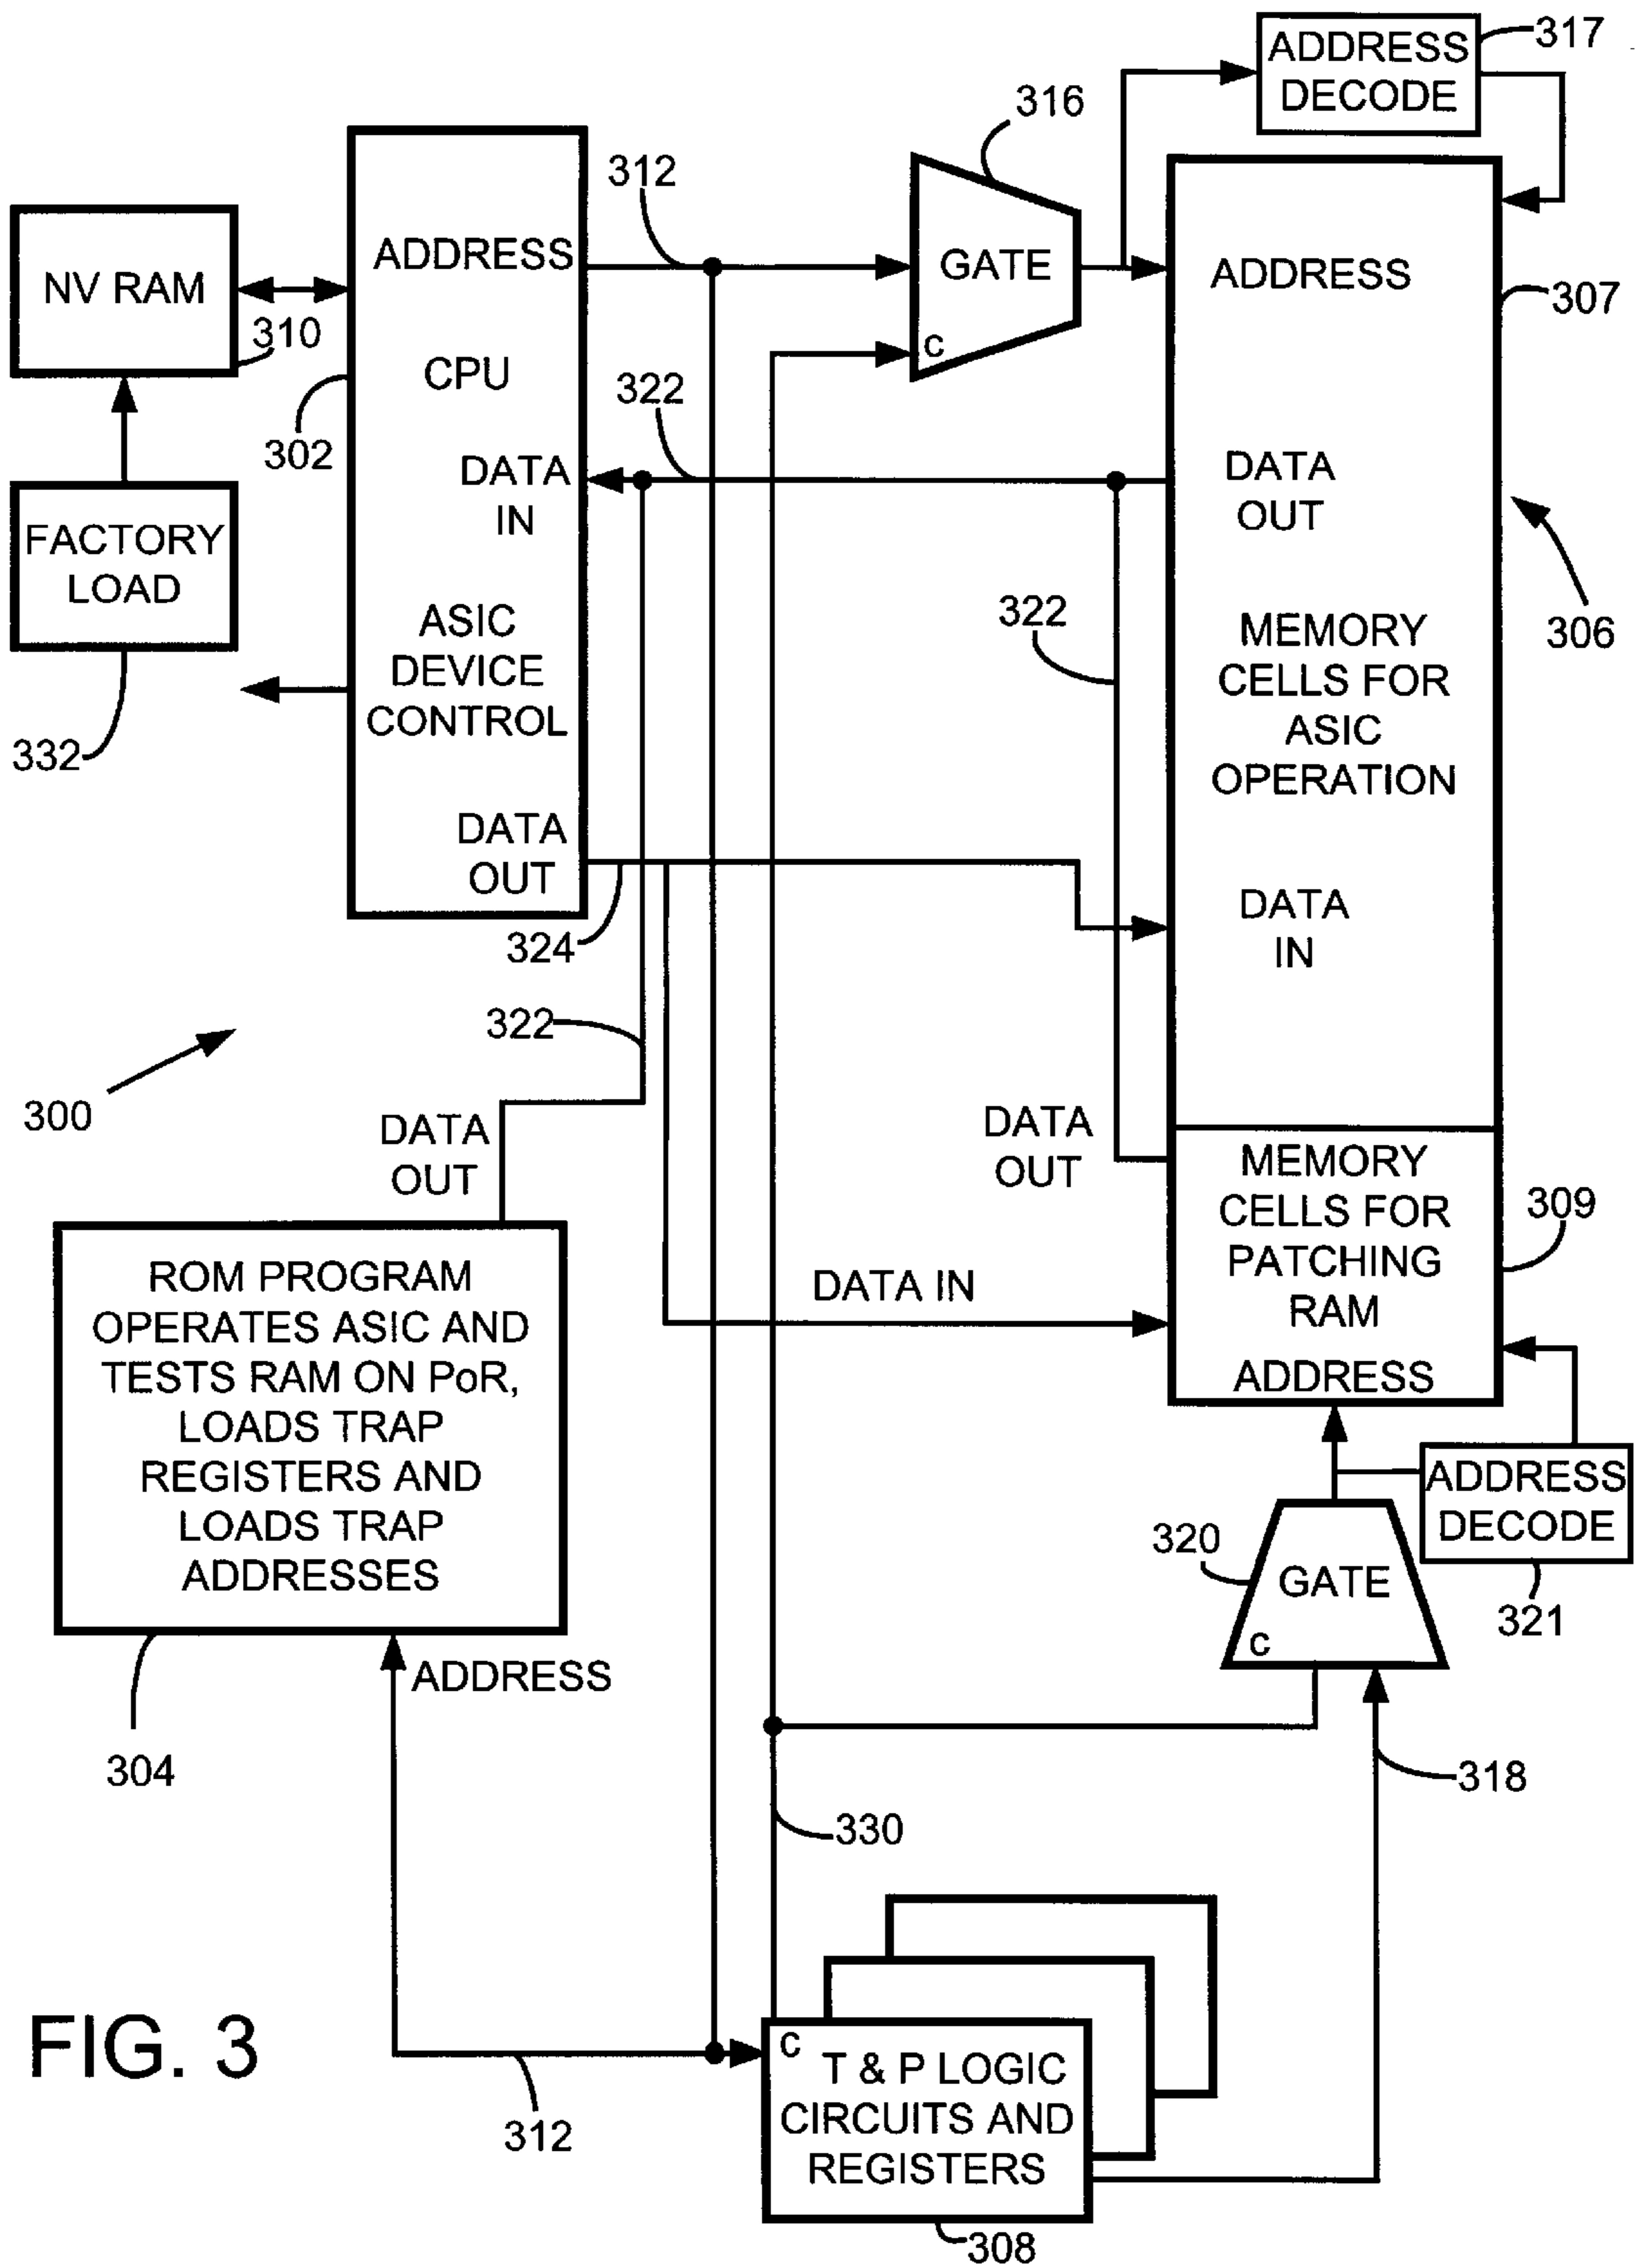 317
ADDRESS
DECODE
316
312
NV RAM
310
ADDRESS
CPU
302
GATE
C
ADDRESS
307
322
DATA
IN
DATA
OUT
FACTORY
LOAD
332
ASIC
DEVICE
CONTROL
322
306
MEMORY
CELLS FOR
ASIC
OPERATION
DATA
OUT
324
DATA
IN
322
300
DATA
OUT
DATA
OUT
MEMORY
CELLS FOR
PATCHING
RAM
ADDRESS
309
DATA IN
ROM PROGRAM
OPERATES ASIC AND
TESTS RAM ON PoR,
LOADS TRAP
REGISTERS AND
LOADS TRAP
ADDRESSES
304
ADDRESS
ADDRESS
DECODE
321
320
GATE
C
318
330
FIG. 3
312
C
T & P LOGIC
CIRCUITS AND
REGISTERS
308